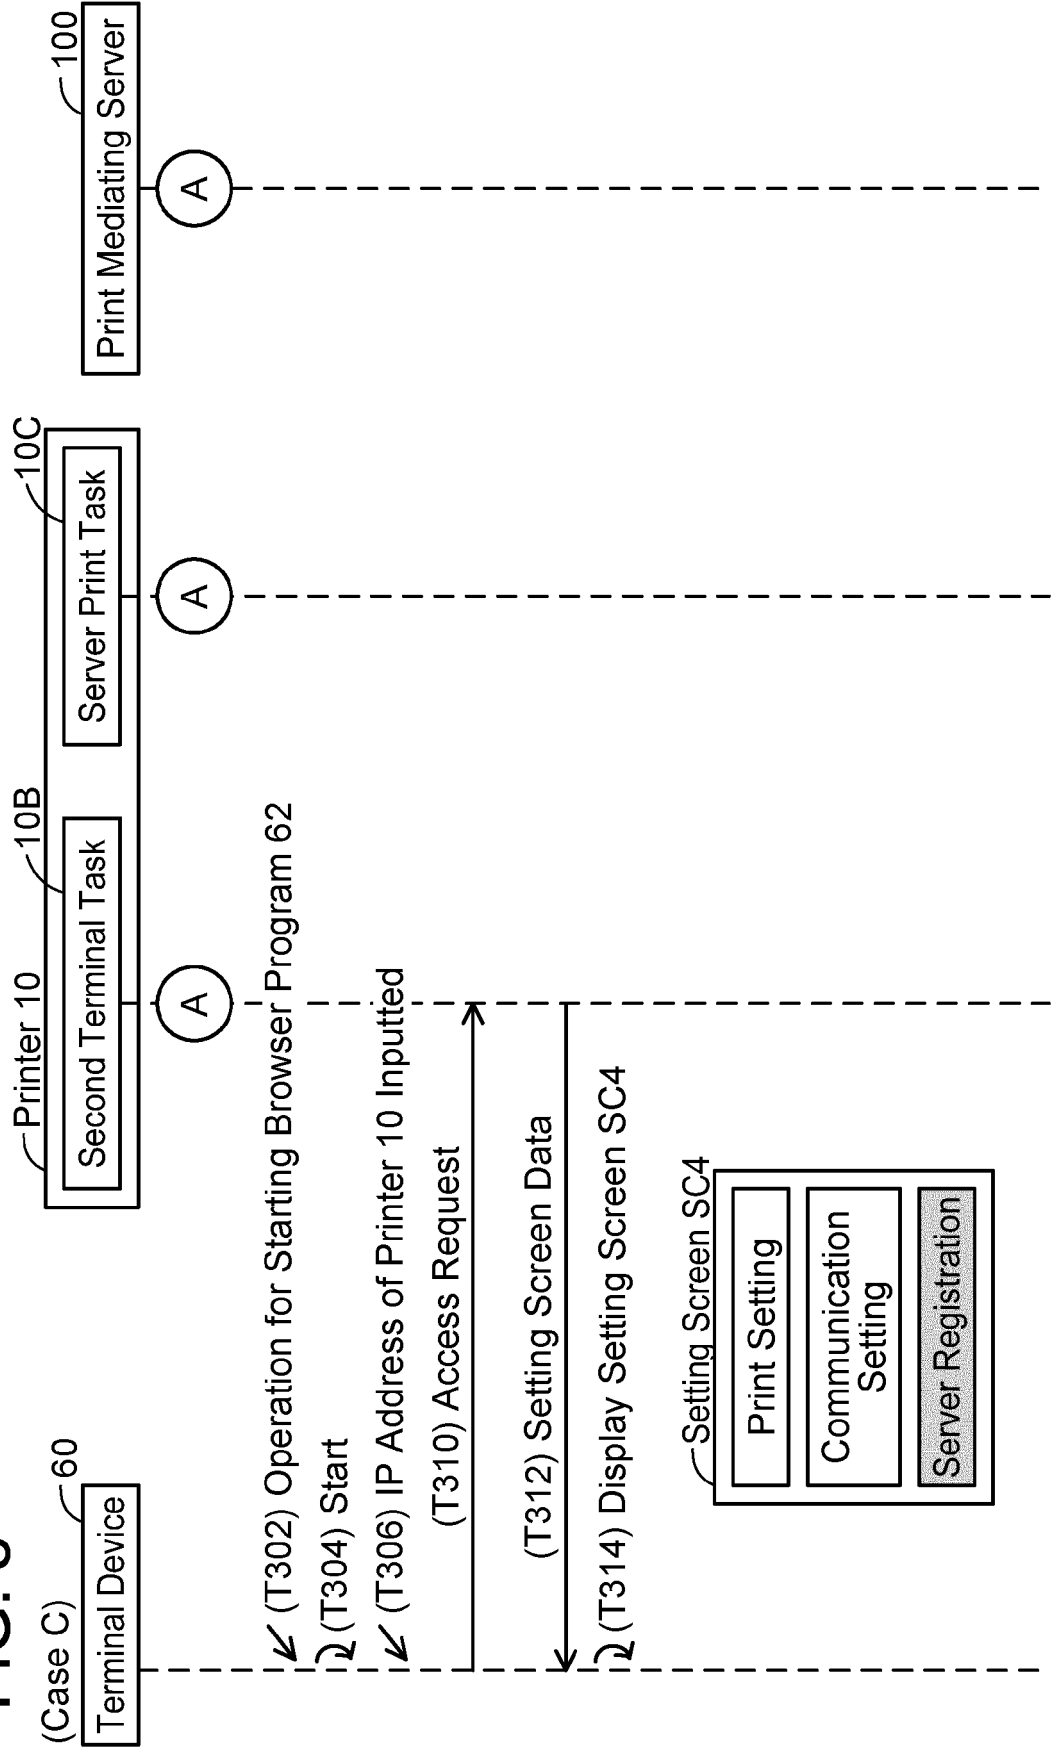 (Case C)
Terminal Device
60
Printer 10
Second Terminal Task
10B
Server Print Task
10C
Print Mediating Server
100
A
A
A
(T302) Operation for Starting Browser Program 62
(T304) Start
(T306) IP Address of Printer 10 Inputted
(T310) Access Request
(T312) Setting Screen Data
(T314) Display Setting Screen SC4
Setting Screen SC4
Print Setting
Communication
Setting
Server Registration